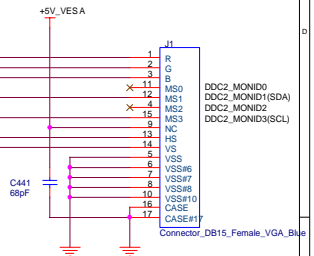 +5V_VESA
J1
D
1 R
2 G
3 B
11 MS0 DDC2_MONID0
12 MS1 DDC2_MONID1(SDA)
4 MS2 DDC2_MONID2
15 MS3 DDC2_MONID3(SCL)
9 NC
13 HS
14 VS
5 VSS
6 VSS#6
7 VSS#7
8 VSS#8
10 VSS#10
16 CASE
17 CASE#17
C441
68pF
Connector_DB15_Female_VGA_Blue